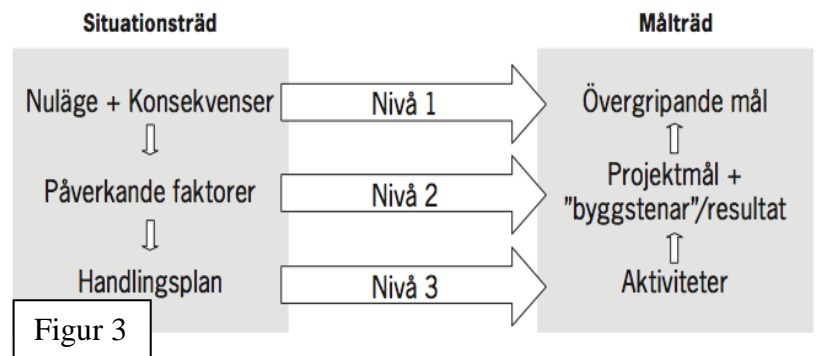 Situationsträd
Målträd
Nuläge + Konsekvenser
Nivå 1
Övergripande mål
Påverkande faktorer
Nivå 2
Projektmål +
”byggstenar”/resultat
Handlingsplan
Nivå 3
Aktiviteter
Figur 3